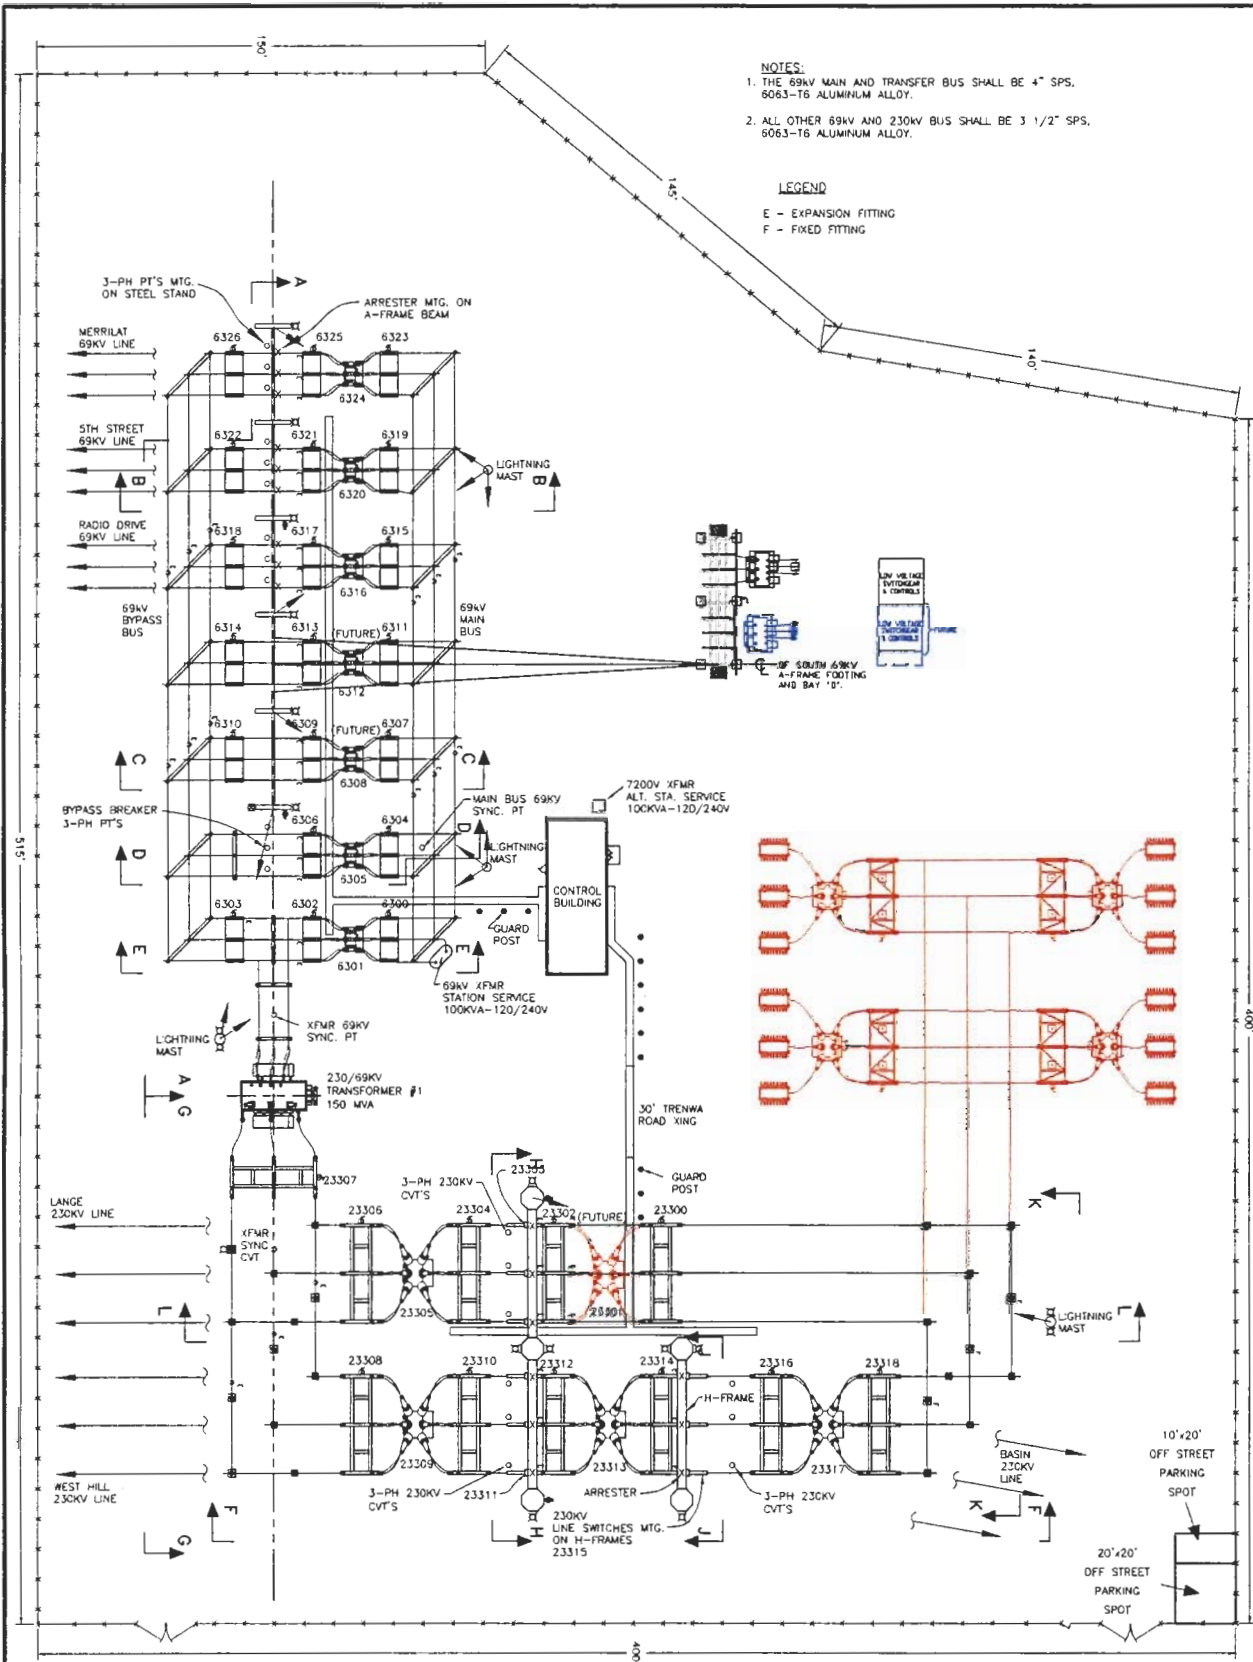 150'
NOTES:
1. THE 69kV MAIN AND TRANSFER BUS SHALL BE 4" SPS,
6063-T6 ALUMINUM ALLOY.
2. ALL OTHER 69kV AND 230kV BUS SHALL BE 3 1/2" SPS,
6063-T6 ALUMINUM ALLOY.
145'
LEGEND
E - EXPANSION FITTING
F - FIXED FITTING
140'
3-PH PT'S MTG.
ON STEEL STAND
A
ARRESTER MTG. ON
A-FRAME BEAM
MERRILAT
69KV LINE
6326
6325
6323
6324
5TH STREET
69KV LINE
6322
6321
6319
6320
LIGHTNING
MAST
B
B
RADIO DRIVE
69KV LINE
6318
6317
6315
6316
69kV
BYPASS
BUS
69kV
MAIN
BUS
6314
6313
(FUTURE)
6311
6312
LOW VOLTAGE
SWITCHGEAR
& CONTROLS
LOW VOLTAGE
SWITCHGEAR
& CONTROLS
FUTURE
OF SOUTH 69KV
A-FRAME FOOTING
AND BAY "D".
6310
6309
(FUTURE)
6307
6308
C
C
BYPASS BREAKER
3-PH PT'S
6306
6304
6305
MAIN BUS 69KV
SYNC. PT
7200V XFMR
ALT. STA. SERVICE
100KVA-120/240V
D
D
LIGHTNING
MAST
515'
CONTROL
BUILDING
GUARD
POST
6303
6302
6300
6301
E
E
69kV XFMR
STATION SERVICE
100KVA-120/240V
400'
LIGHTNING
MAST
XFMR 69KV
SYNC. PT
A
G
230/69KV
TRANSFORMER #1
150 MVA
30' TRENWA
ROAD XING
GUARD
POST
23307
3-PH 230KV
CVT'S
H
23303
K
LANGE
230KV LINE
XFMR
SYNC
CVT
23306
23304
23302
(FUTURE)
23300
23305
23301
L
L
LIGHTNING
MAST
J
23308
23310
23312
23314
23316
23318
H-FRAME
23309
23311
23313
23317
WEST HILL
230KV LINE
3-PH 230KV
CVT'S
ARRESTER
3-PH 230KV
CVT'S
BASIN
230KV
LINE
F
G
H
230KV
LINE SWITCHES MTG.
ON H-FRAMES
23315
J
K
F
10'x20'
OFF STREET
PARKING
SPOT
20'x20'
OFF STREET
PARKING
SPOT
400